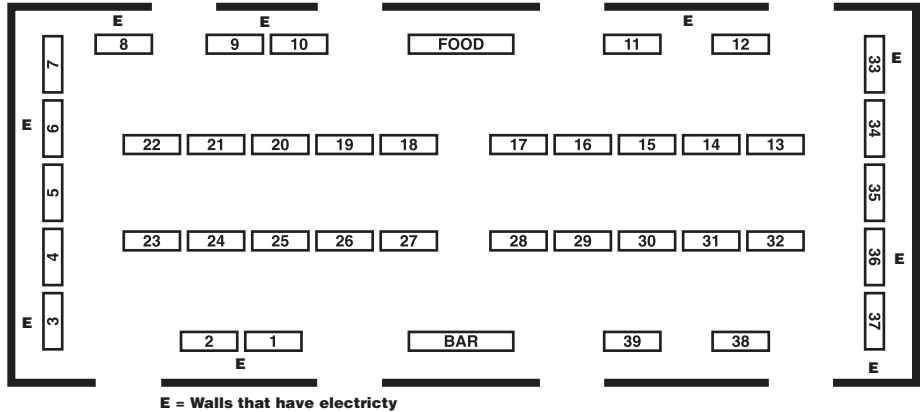 E E E
8 9 10 FOOD 11 12
7 33 E
E 6 34
22 21 20 19 18 17 16 15 14 13
5 35
23 24 25 26 27 28 29 30 31 32
4 36 E
E 3 37
2 1 BAR 39 38
E E
E = Walls that have electricty